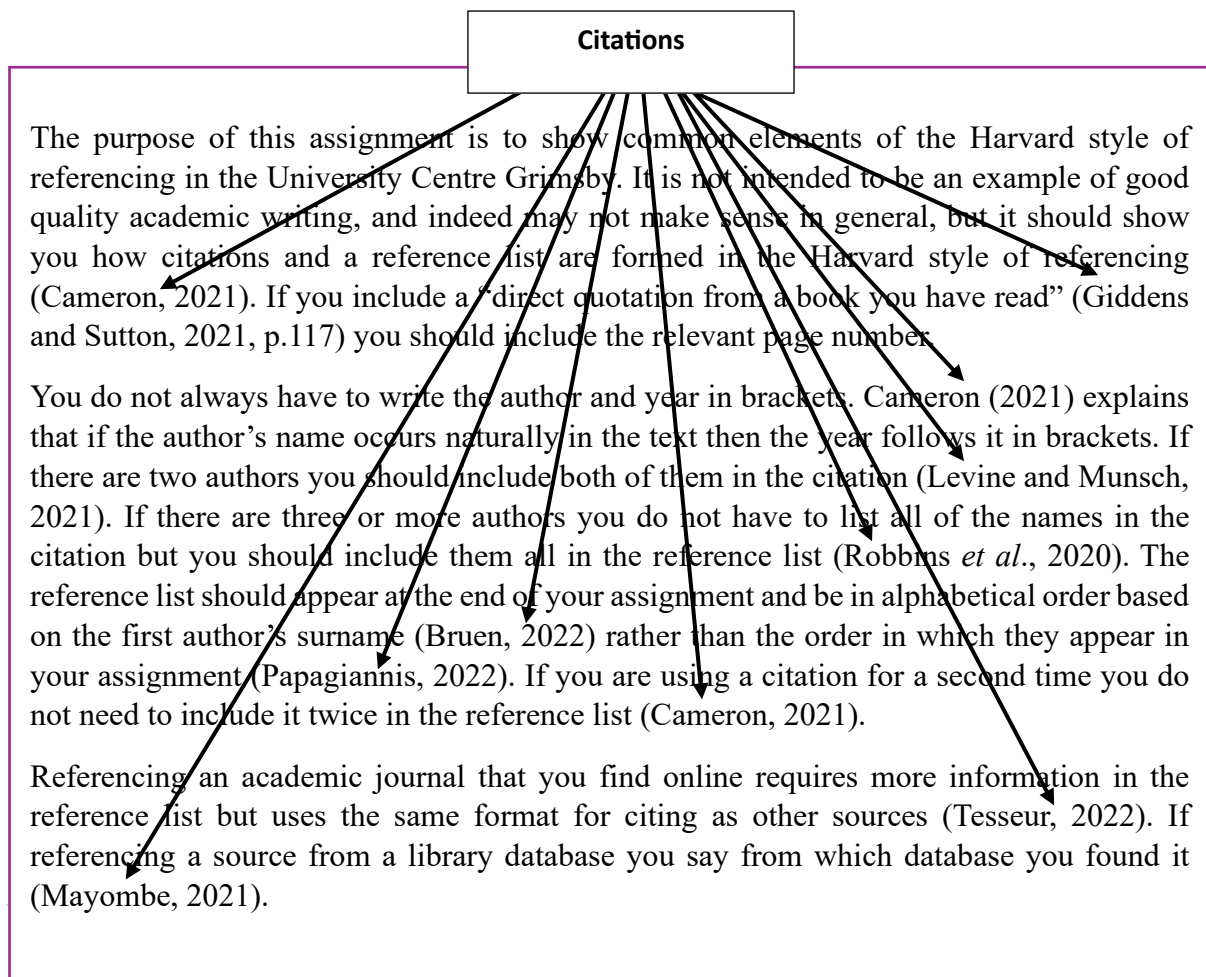 Citations
The purpose of this assignment is to show common elements of the Harvard style of
referencing in the University Centre Grimsby. It is not intended to be an example of good
quality academic writing, and indeed may not make sense in general, but it should show
you how citations and a reference list are formed in the Harvard style of referencing
(Cameron, 2021). If you include a “direct quotation from a book you have read” (Giddens
and Sutton, 2021, p.117) you should include the relevant page number.
You do not always have to write the author and year in brackets. Cameron (2021) explains
that if the author’s name occurs naturally in the text then the year follows it in brackets. If
there are two authors you should include both of them in the citation (Levine and Munsch,
2021). If there are three or more authors you do not have to list all of the names in the
citation but you should include them all in the reference list (Robbins et al., 2020). The
reference list should appear at the end of your assignment and be in alphabetical order based
on the first author’s surname (Bruen, 2022) rather than the order in which they appear in
your assignment (Papagiannis, 2022). If you are using a citation for a second time you do
not need to include it twice in the reference list (Cameron, 2021).
Referencing an academic journal that you find online requires more information in the
reference list but uses the same format for citing as other sources (Tesseur, 2022). If
referencing a source from a library database you say from which database you found it
(Mayombe, 2021).